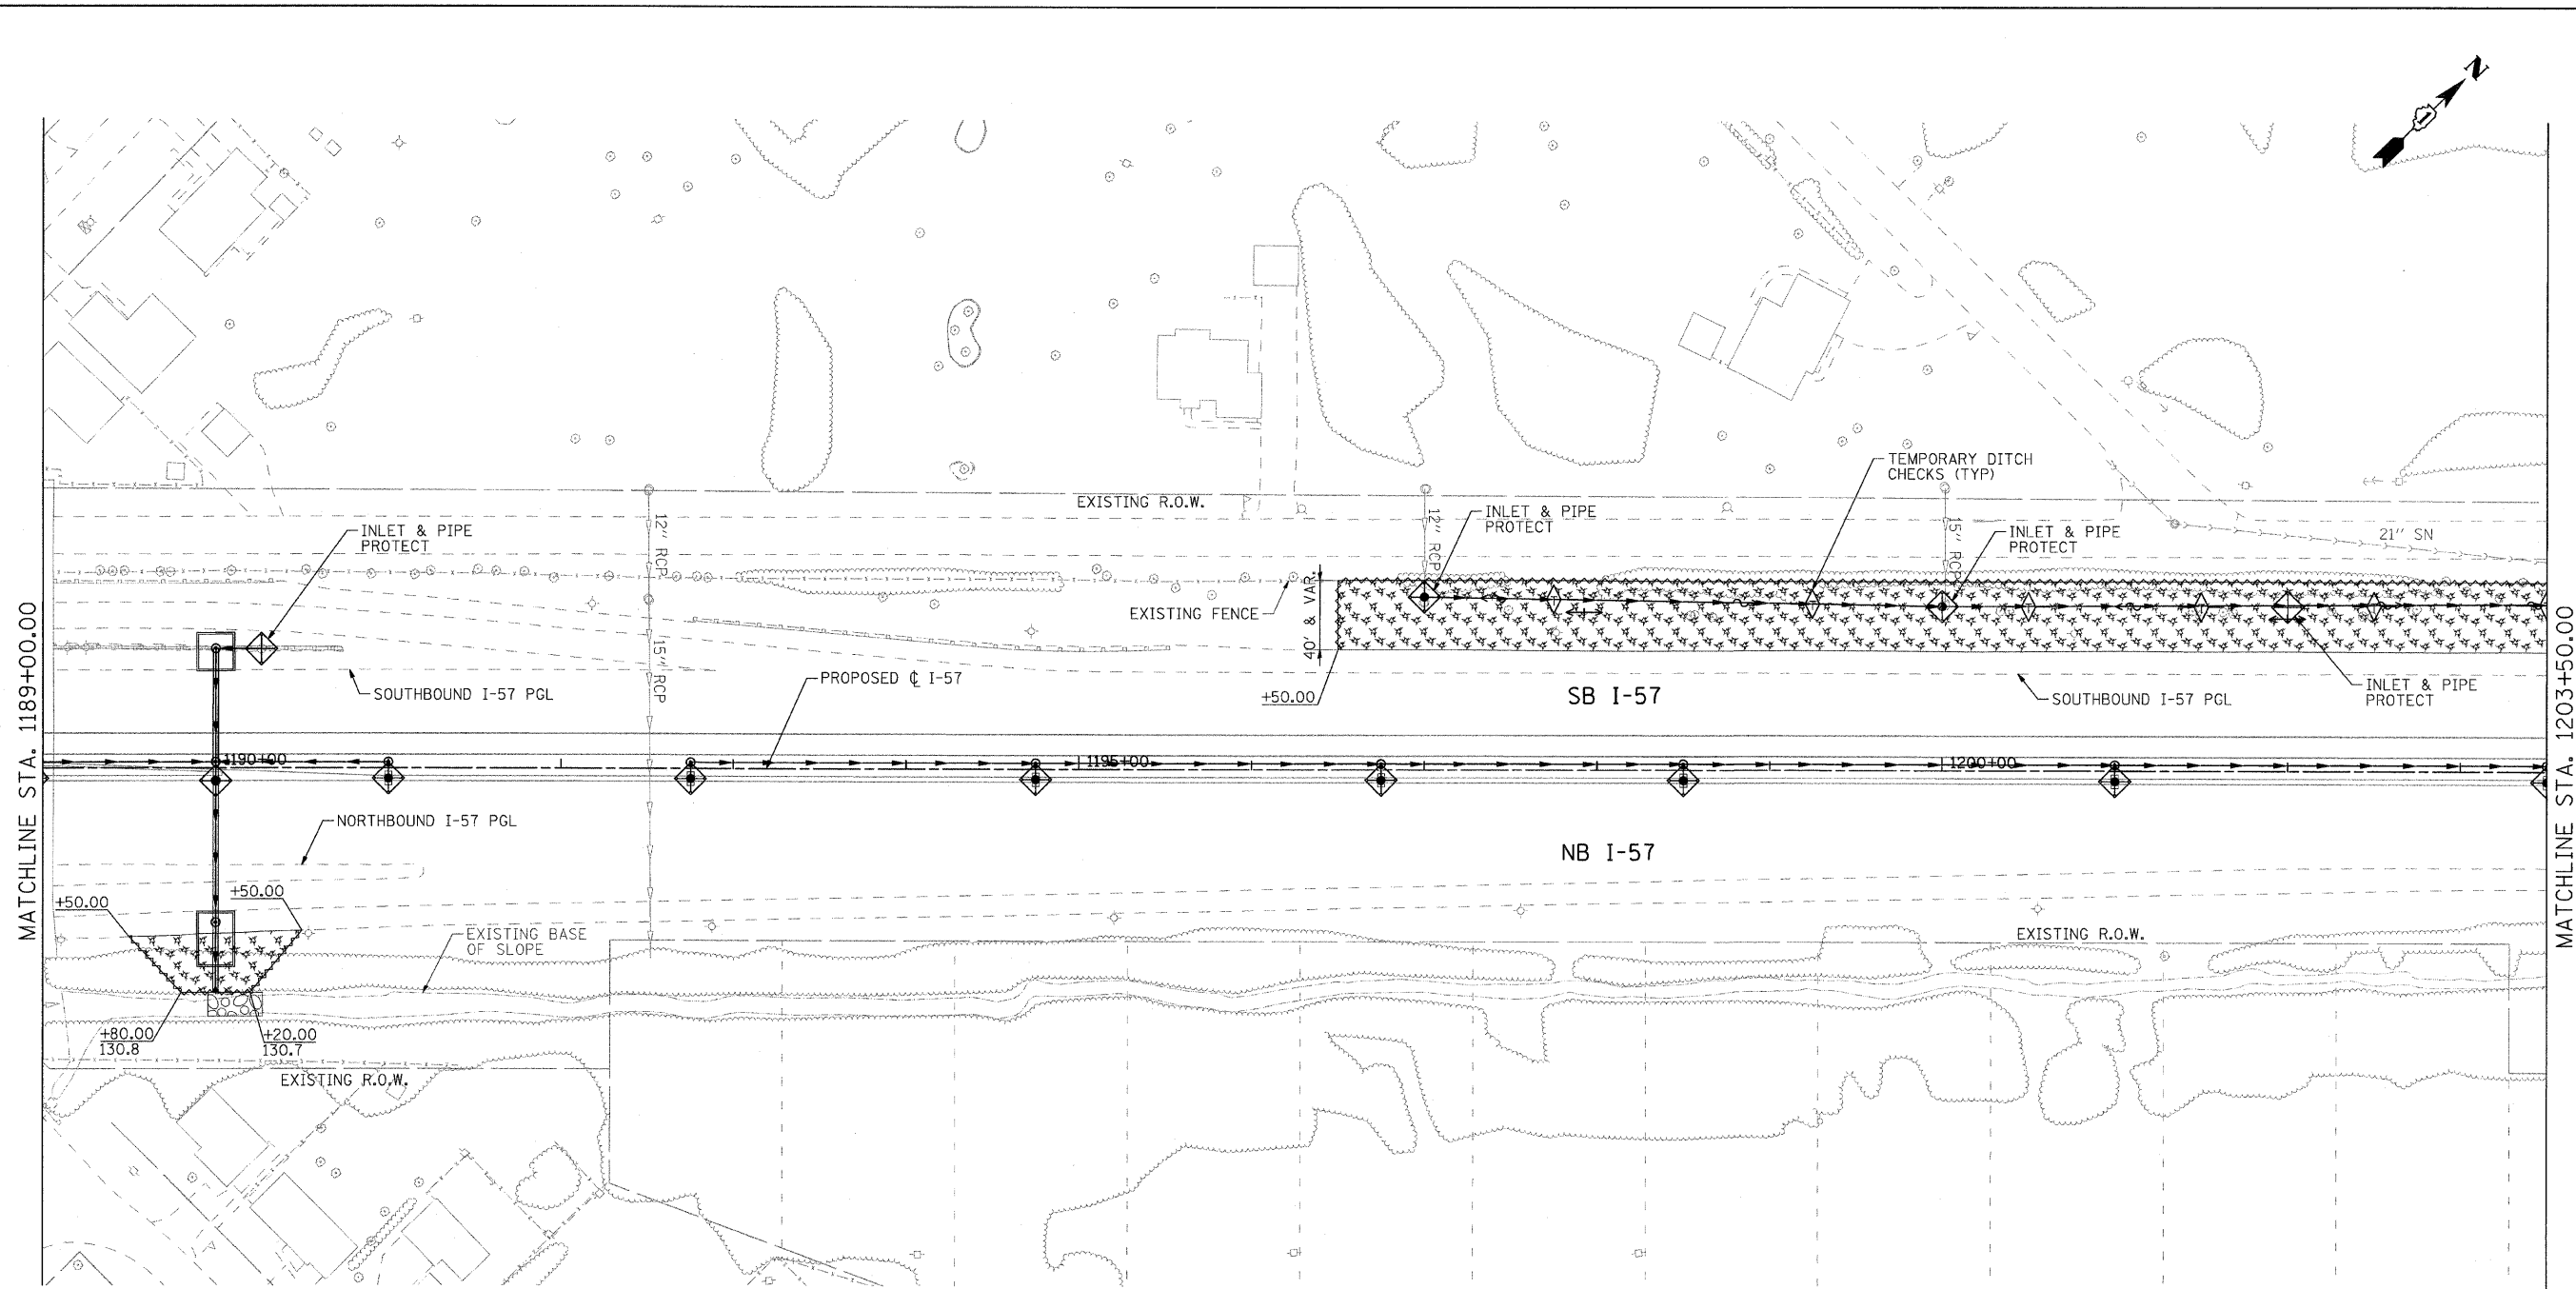 N
EXISTING R.O.W.
TEMPORARY DITCH
CHECKS (TYP)
INLET & PIPE
PROTECT
12" RCP
12" RCP
INLET & PIPE
PROTECT
15" RCP
INLET & PIPE
PROTECT
21" SN
EXISTING FENCE
40' & VAR.
15" RCP
SOUTHBOUND I-57 PGL
PROPOSED ℄ I-57
+50.00
SB I-57
SOUTHBOUND I-57 PGL
INLET & PIPE
PROTECT
MATCHLINE STA. 1189+00.00
MATCHLINE STA. 1203+50.00
1190+00
1195+00
1200+00
NORTHBOUND I-57 PGL
NB I-57
+50.00
+50.00
EXISTING BASE
OF SLOPE
EXISTING R.O.W.
+80.00
130.8
+20.00
130.7
EXISTING R.O.W.